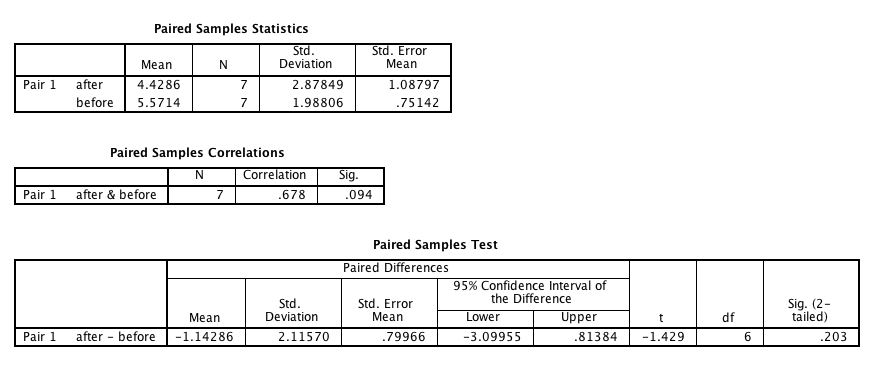 Paired Samples Statistics
Mean N Std. Deviation Std. Error Mean
Pair 1 after 4.4286 7 2.87849 1.08797
before 5.5714 7 1.98806 .75142
Paired Samples Correlations
N Correlation Sig.
Pair 1 after & before 7 .678 .094
Paired Samples Test
Paired Differences
95% Confidence Interval of the Difference
Mean Std. Deviation Std. Error Mean Lower Upper t df Sig. (2-tailed)
Pair 1 after - before -1.14286 2.11570 .79966 -3.09955 .81384 -1.429 6 .203